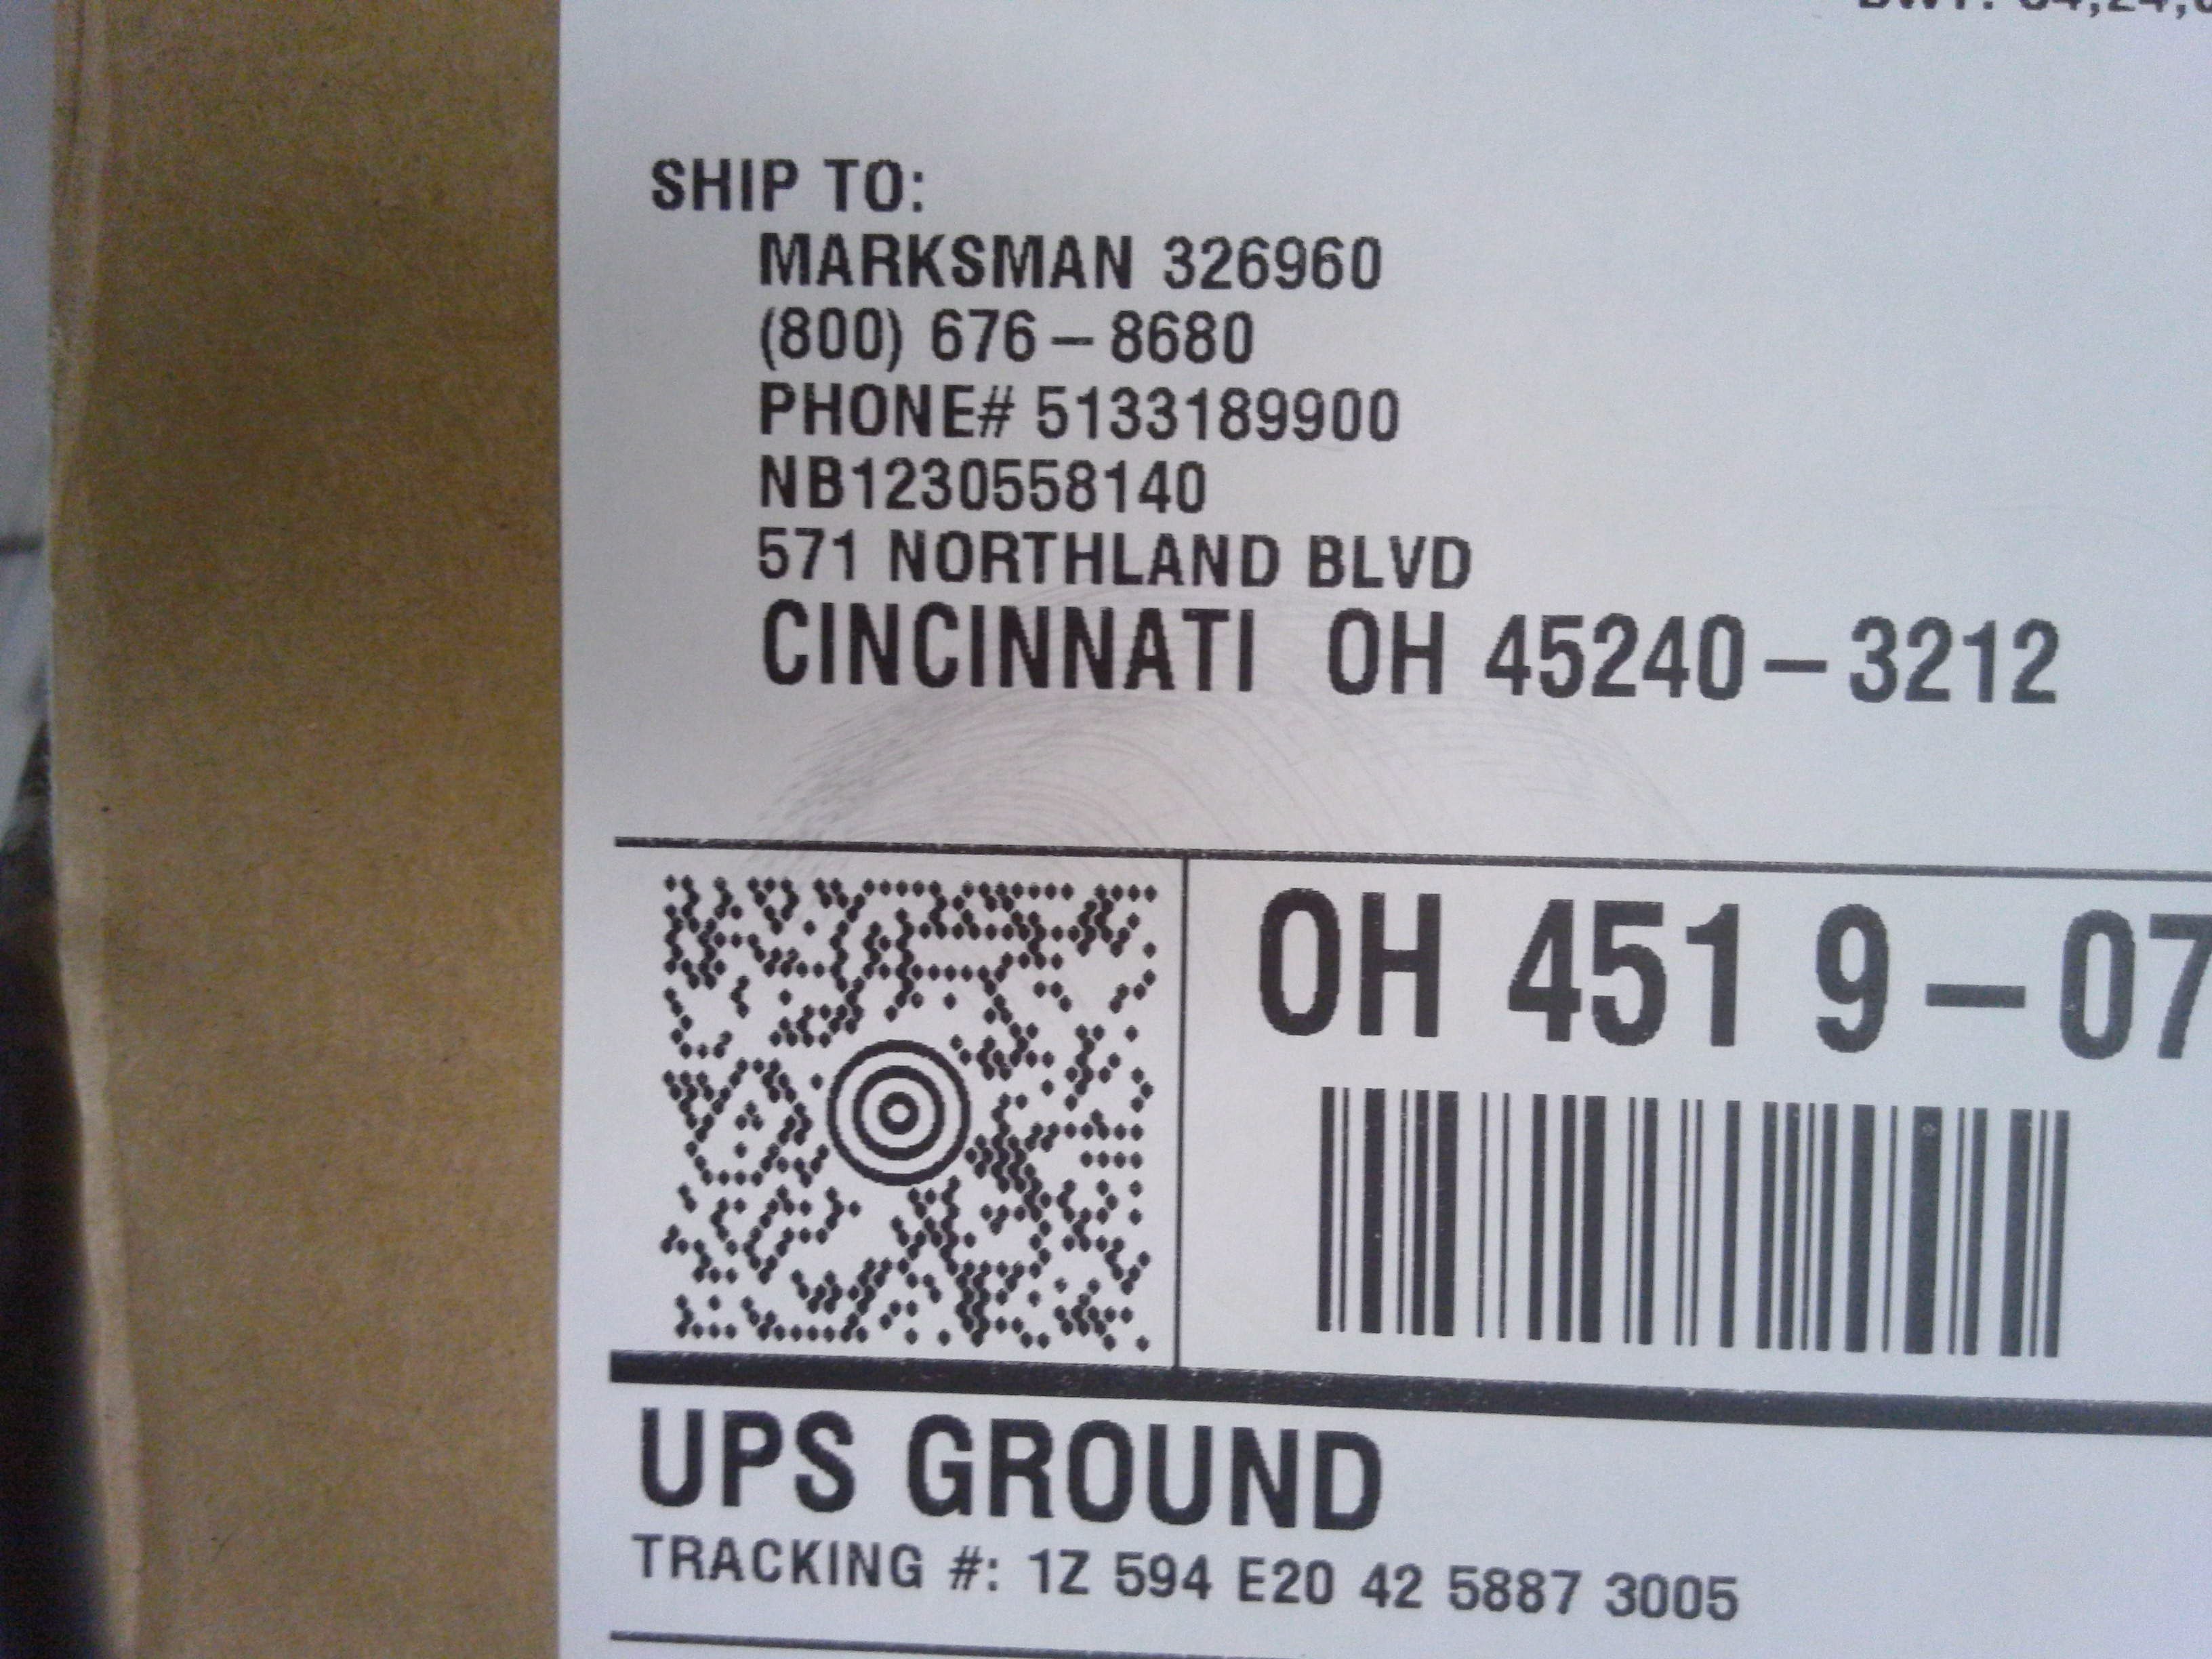 SHIP TO:
MARKSMAN 326960
(800) 676-8680
PHONE# 5133189900
NB1230558140
571 NORTHLAND BLVD
CINCINNATI OH 45240-3212
OH 451 9-07
UPS GROUND
TRACKING #: 1Z 594 E20 42 5887 3005